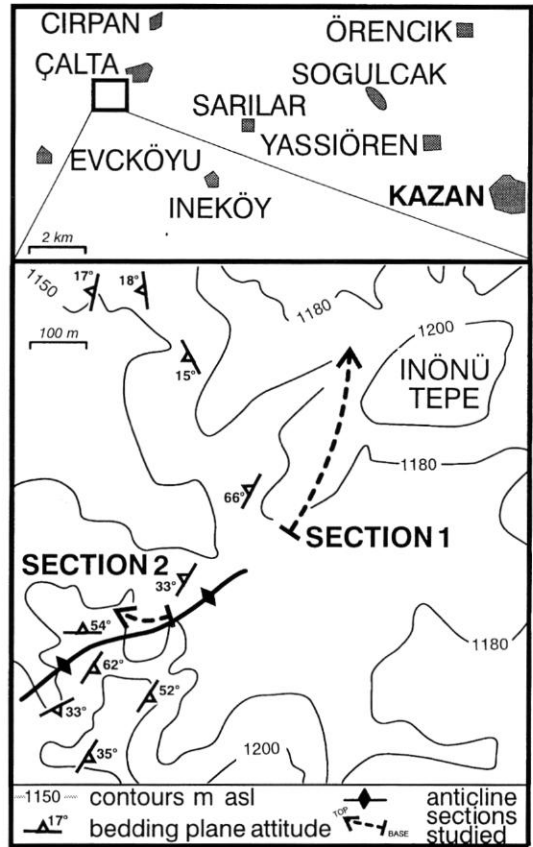 CIRPAN
ÖRENCIK
ÇALTA
SOGULCAK
SARILAR
YASSIÖREN
EVCKÖYU
KAZAN
INEKÖY
2 km
1150
17°
18°
1180
100 m
1200
15°
INÖNÜ
TEPE
1180
66°
SECTION 1
SECTION 2
33°
54°
1180
62°
52°
33°
1200
35°
1150 contours m asl
anticline
17° bedding plane attitude
TOP BASE sections
studied